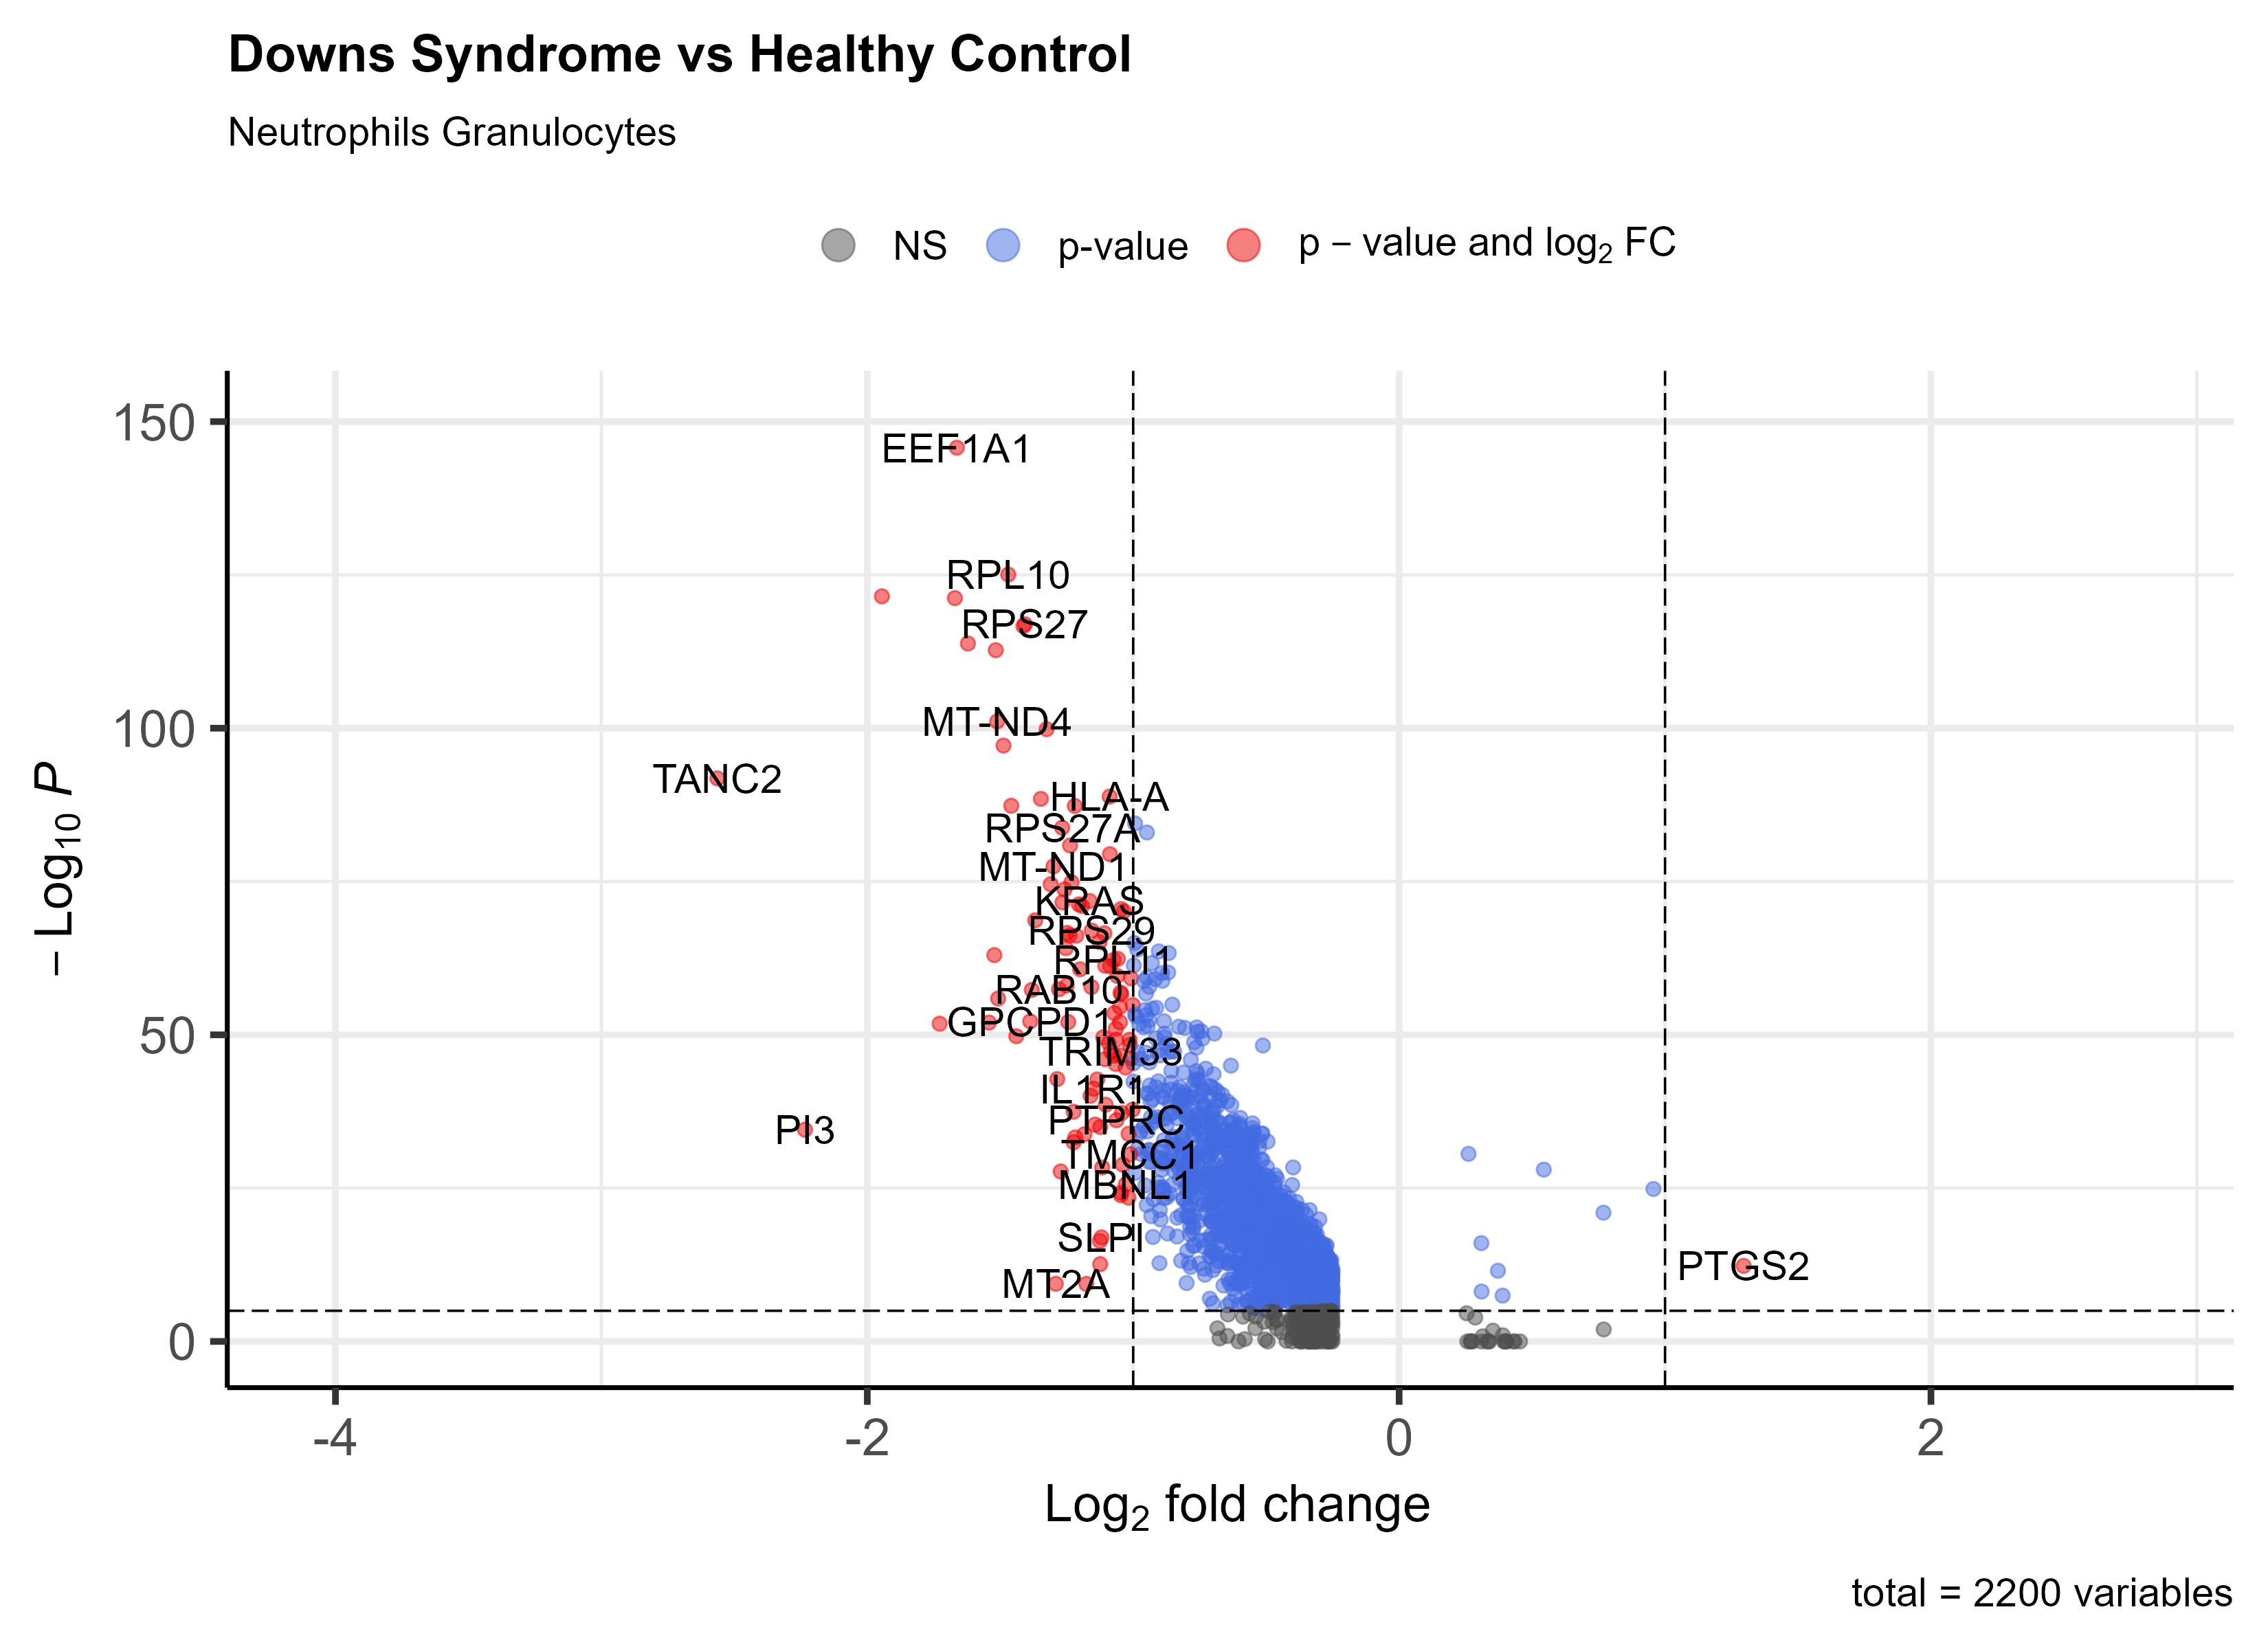 Downs Syndrome vs Healthy Control
Neutrophils Granulocytes
NS p-value p − value and log2 FC
150
100
50
0
− Log10 P
EEF1A1
RPL10
RPS27
MT-ND4
TANC2
HLA-A
RPS27A
MT-ND1
KRAS
RPS29
RPL11
RAB10
GPCPD1
TRIM33
IL1R1
PTPRC
PI3
TMCC1
MBNL1
SLPI
PTGS2
MT2A
-4 -2 0 2
Log2 fold change
total = 2200 variables